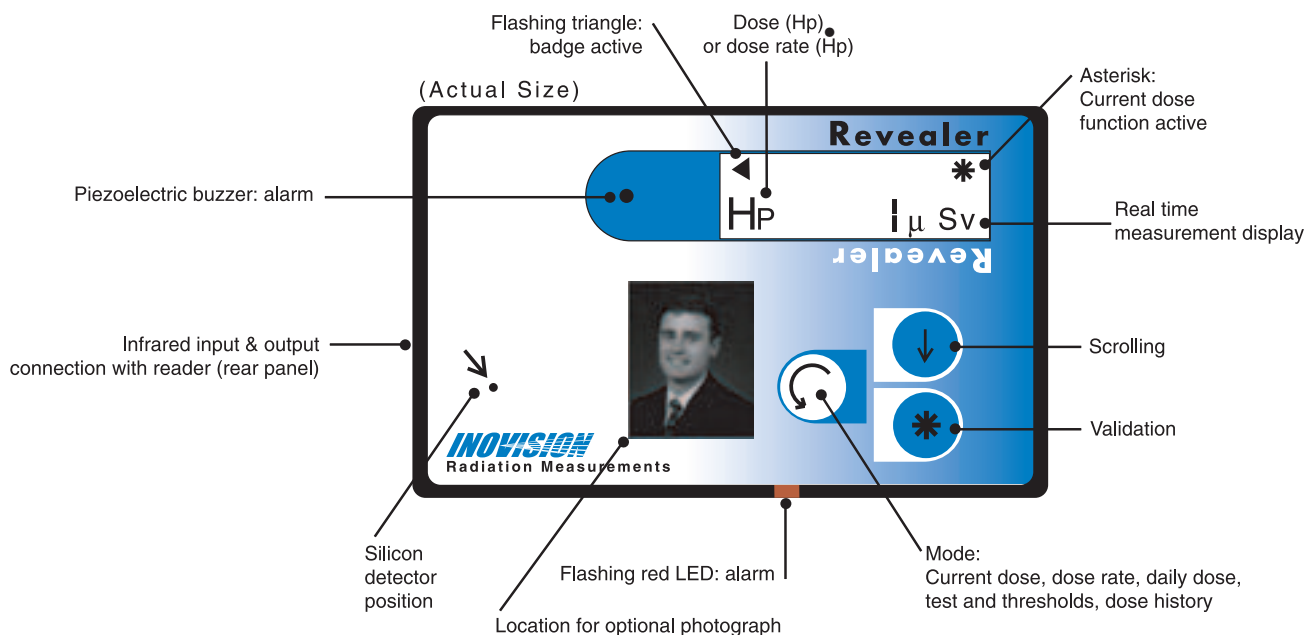 Flashing triangle:
badge active
Dose (Hp)
or dose rate (Hp)
Asterisk:
Current dose
function active
(Actual Size)
Revealer
Piezoelectric buzzer: alarm
HP
i µ Sv
Real time
measurement display
Revealer
Infrared input & output
connection with reader (rear panel)
Scrolling
Validation
INOVISION
Radiation Measurements
Silicon
detector
position
Flashing red LED: alarm
Mode:
Current dose, dose rate, daily dose,
test and thresholds, dose history
Location for optional photograph